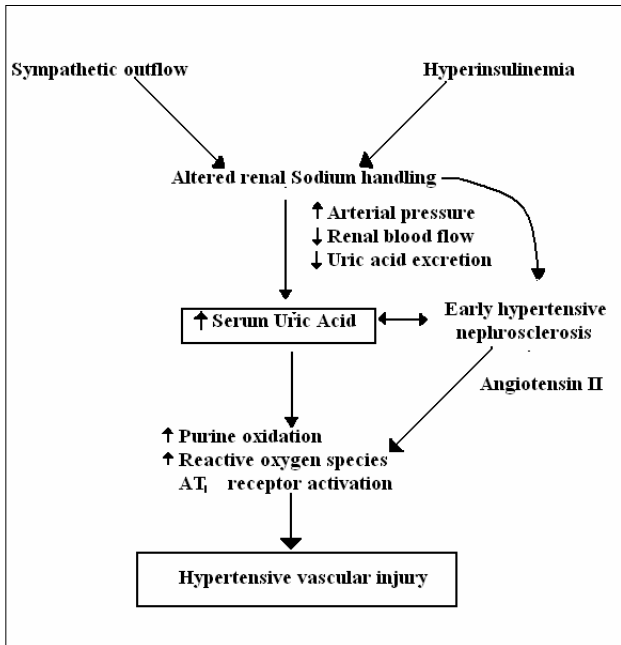 Sympathetic outflow
Hyperinsulinemia
Altered renal Sodium handling
↑ Arterial pressure
↓ Renal blood flow
↓ Uric acid excretion
↑ Serum Uric Acid
Early hypertensive
nephrosclerosis
Angiotensin II
↑ Purine oxidation
↑ Reactive oxygen species
AT₁ receptor activation
Hypertensive vascular injury